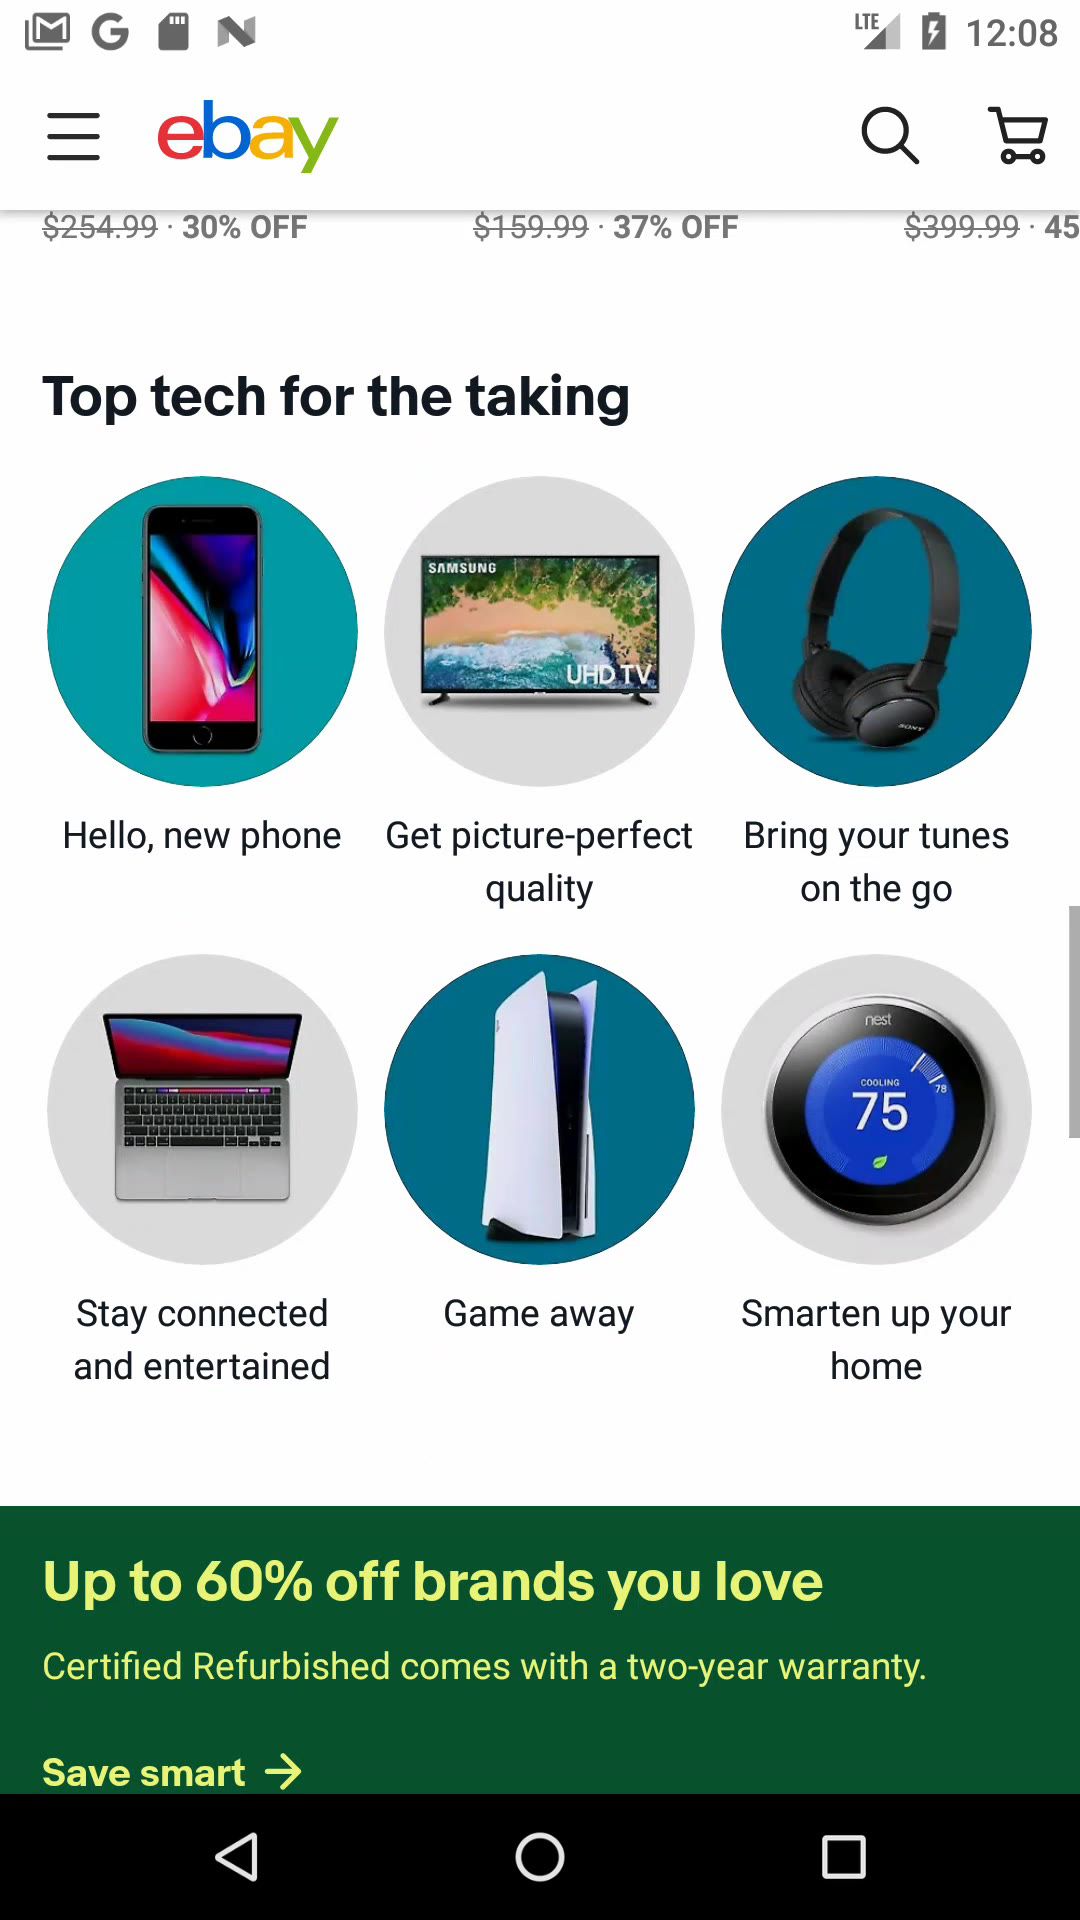 LTE 12:08
ebay
$254.99 · 30% OFF $159.99 · 37% OFF $399.99 · 45
Top tech for the taking
SAMSUNG
UHD TV
SONY
Hello, new phone
Get picture-perfect
quality
Bring your tunes
on the go
nest
COOLING
78
75
Stay connected
and entertained
Game away
Smarten up your
home
Up to 60% off brands you love
Certified Refurbished comes with a two-year warranty.
Save smart →